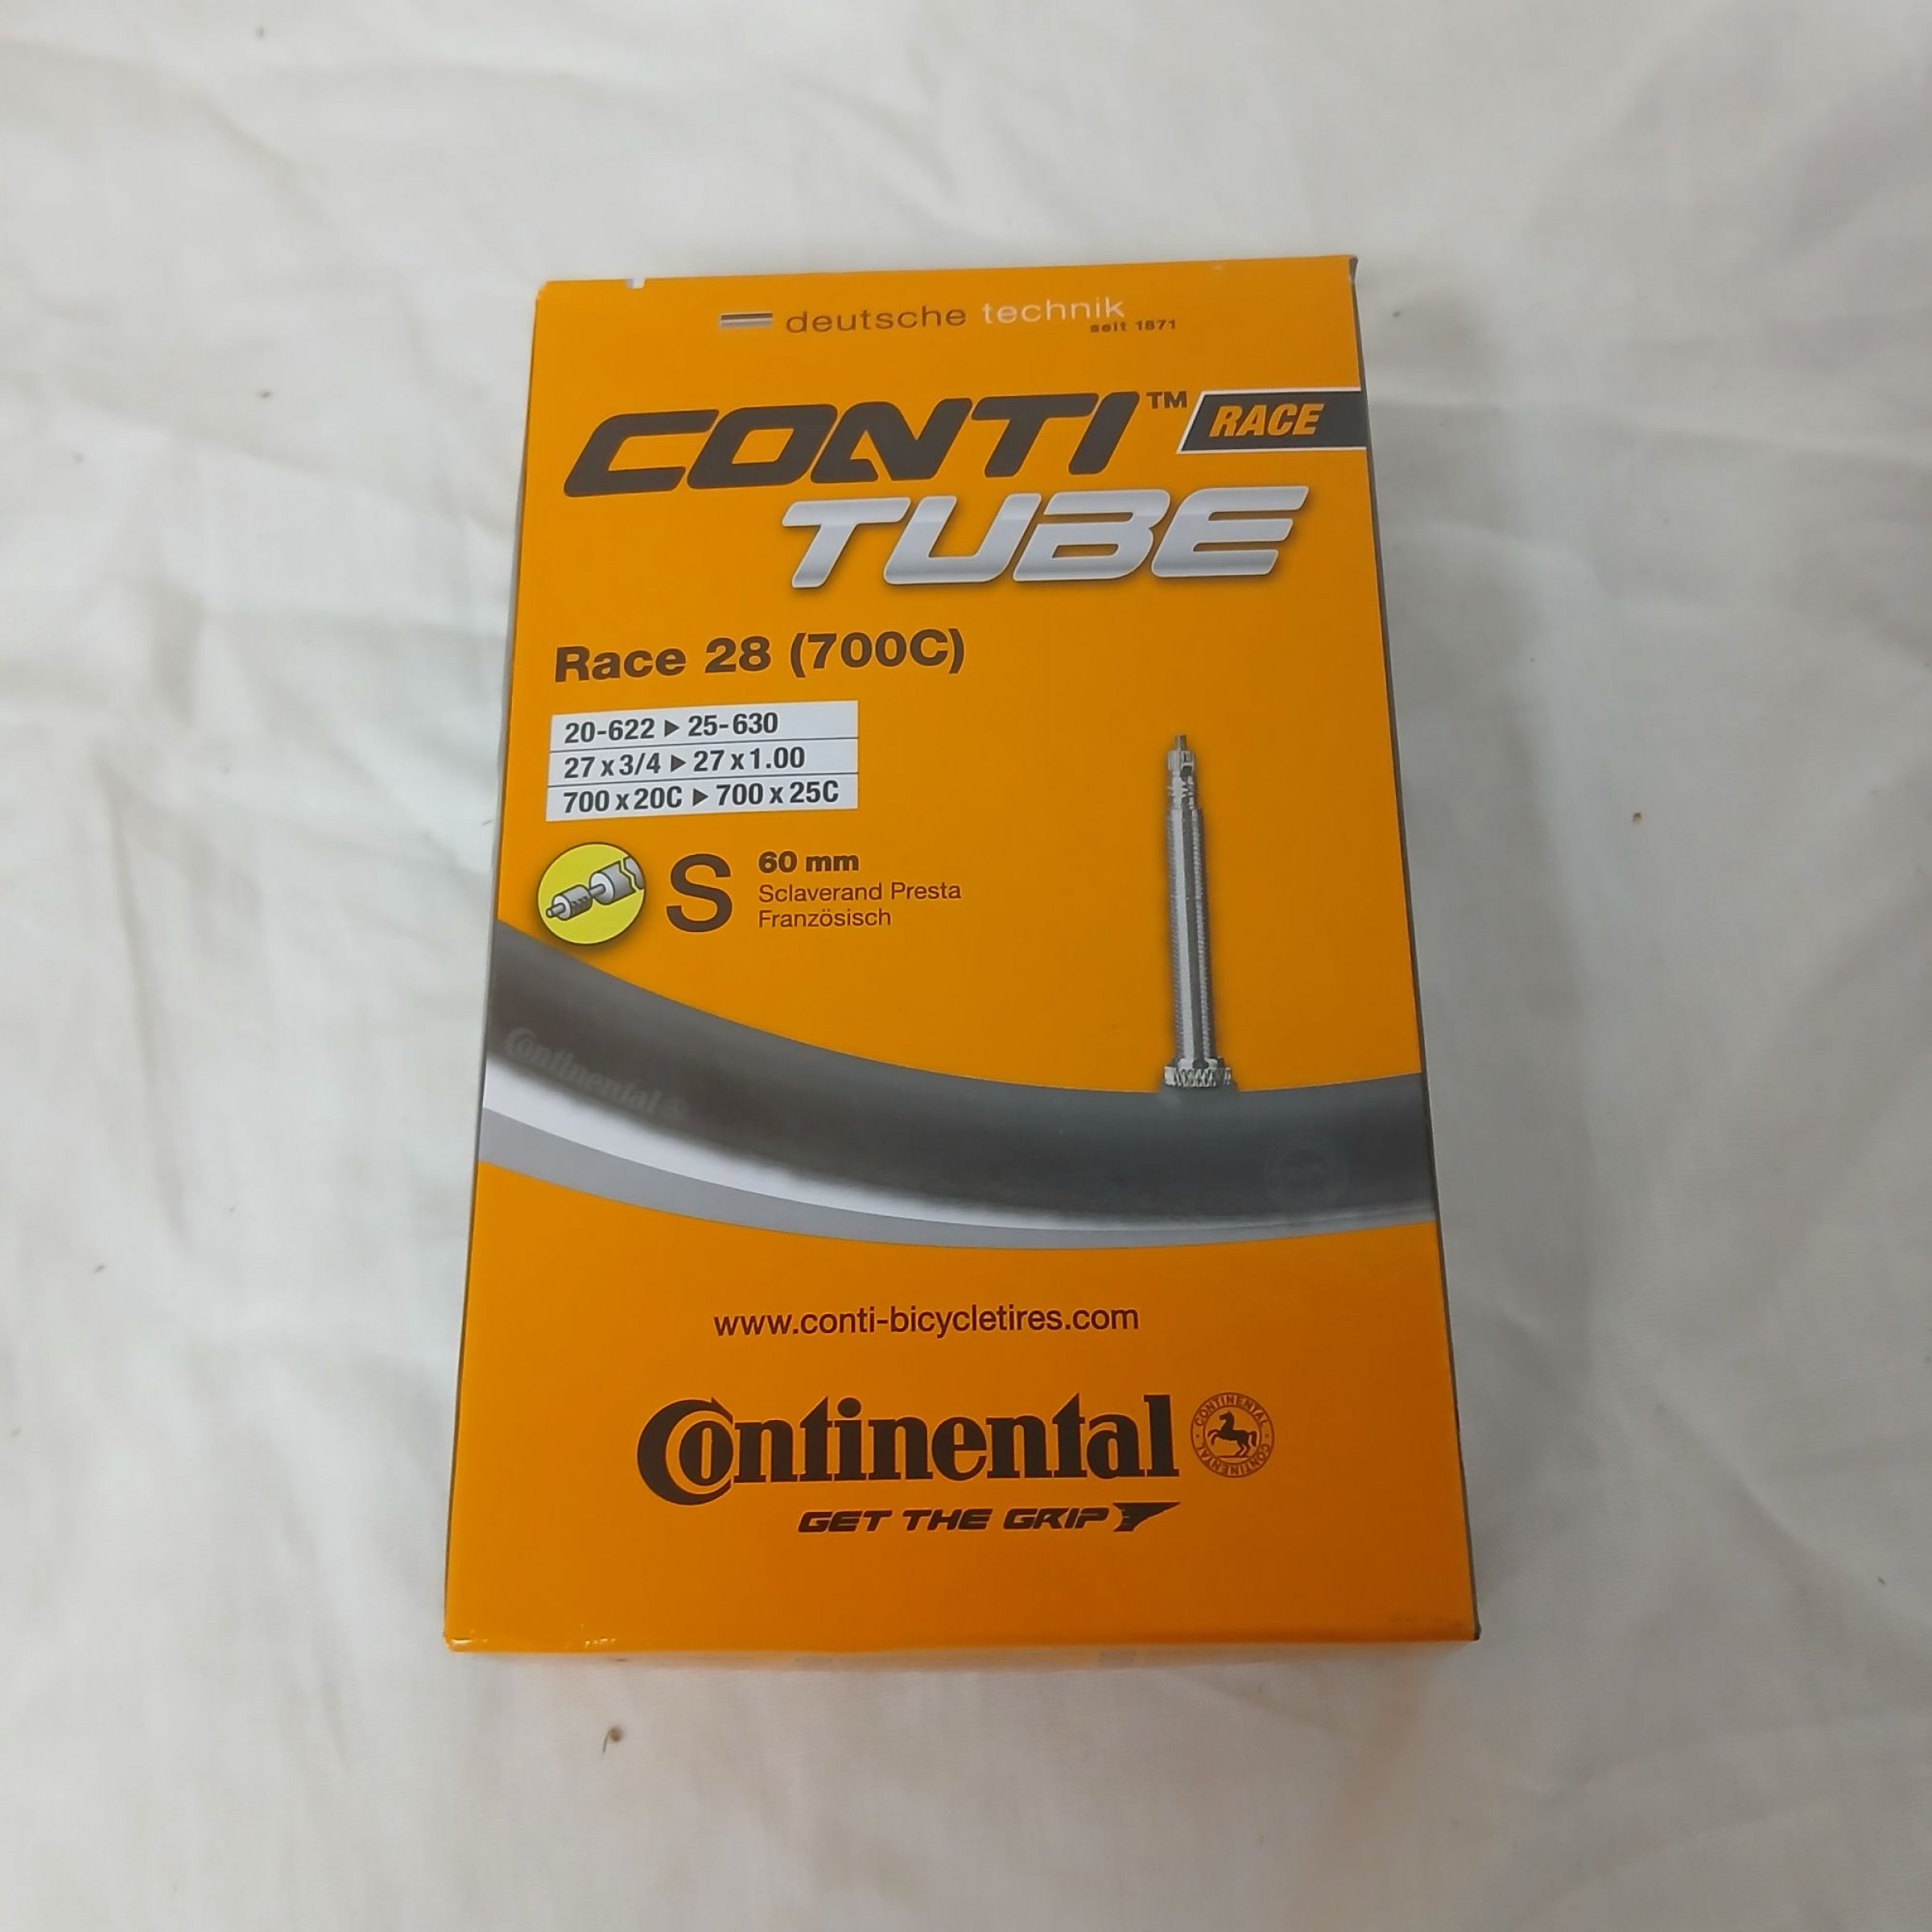 deutsche technik
seit 1871
CONTI™ RACE
TUBE
Race 28 (700C)
20-622 ▶ 25-630
27 x 3/4 ▶ 27 x 1.00
700 x 20C ▶ 700 x 25C
S 60 mm
Sclaverand Presta
Französisch
Continental
www.conti-bicycletires.com
Continental
CONTINENTAL · CONTINENTAL ·
GET THE GRIP